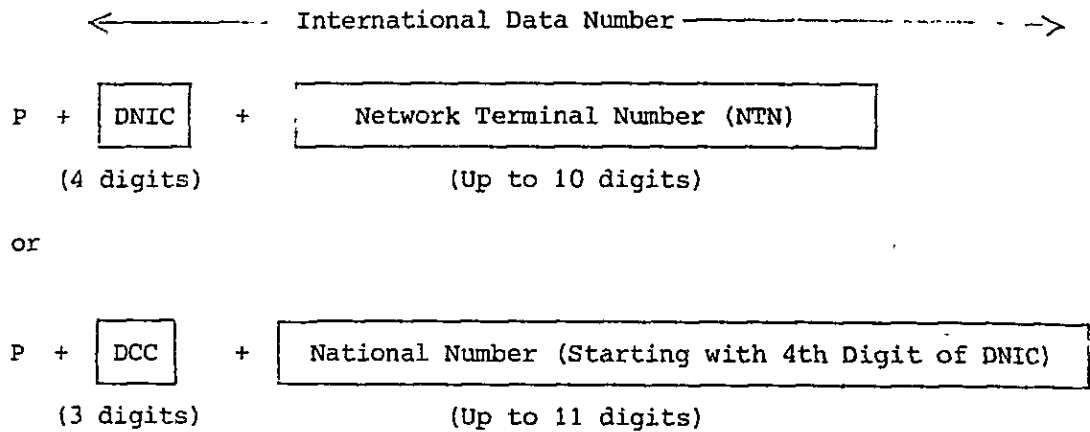 International Data Number
P + DNIC + Network Terminal Number (NTN)
(4 digits) (Up to 10 digits)
or
P + DCC + National Number (Starting with 4th Digit of DNIC)
(3 digits) (Up to 11 digits)